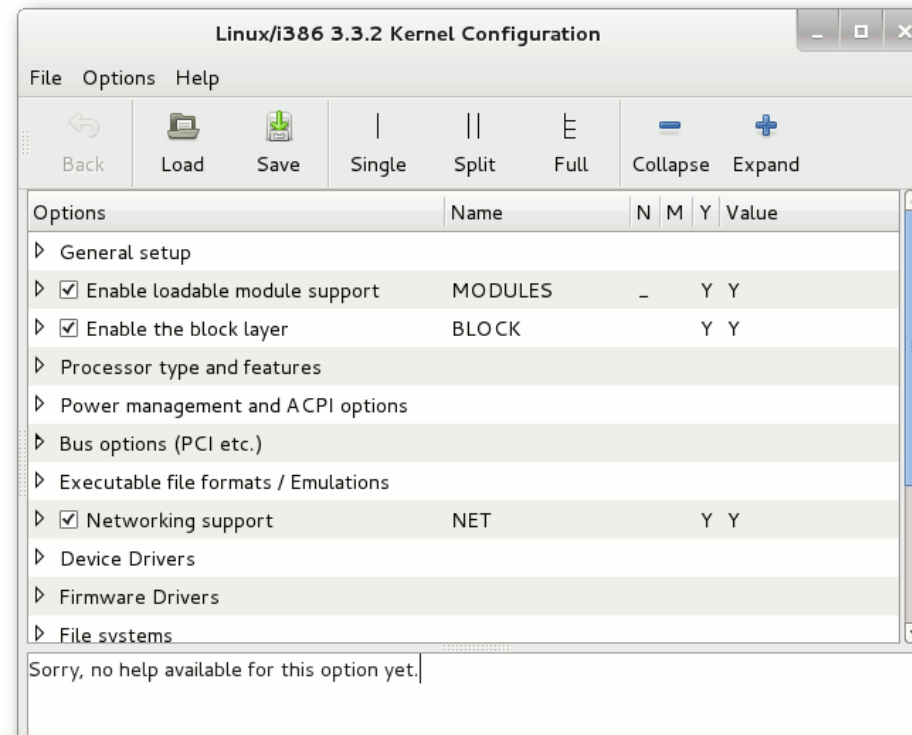 Linux/i386 3.3.2 Kernel Configuration
File Options Help
Back Load Save Single Split Full Collapse Expand
Options Name N M Y Value
General setup
Enable loadable module support MODULES _ Y Y
Enable the block layer BLOCK Y Y
Processor type and features
Power management and ACPI options
Bus options (PCI etc.)
Executable file formats / Emulations
Networking support NET Y Y
Device Drivers
Firmware Drivers
File systems
Sorry, no help available for this option yet.